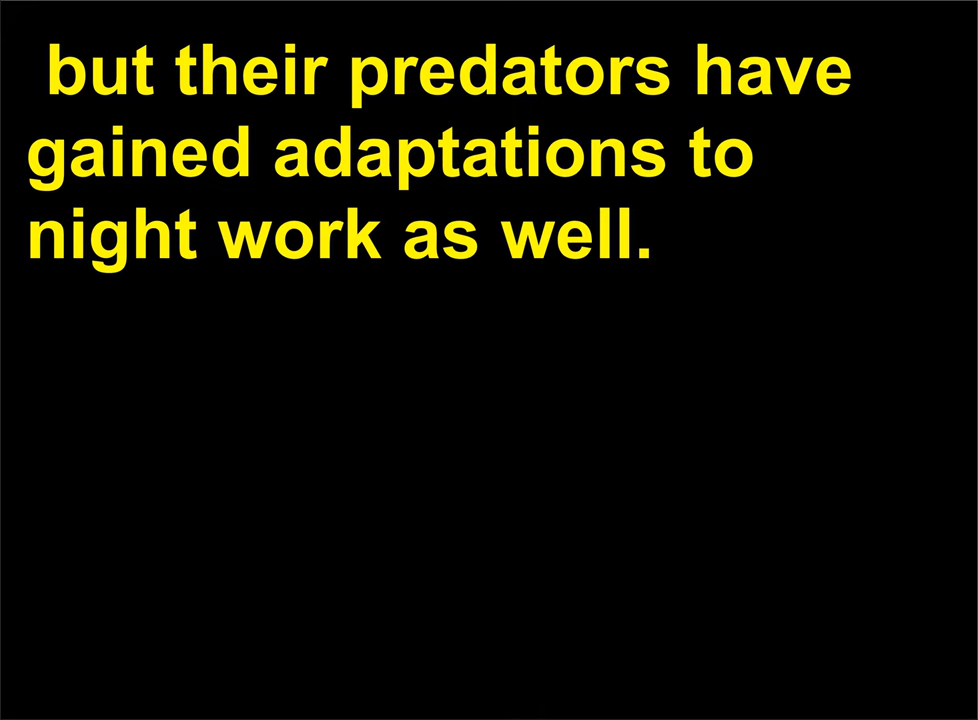 but their predators have
gained adaptations to
night work as well.